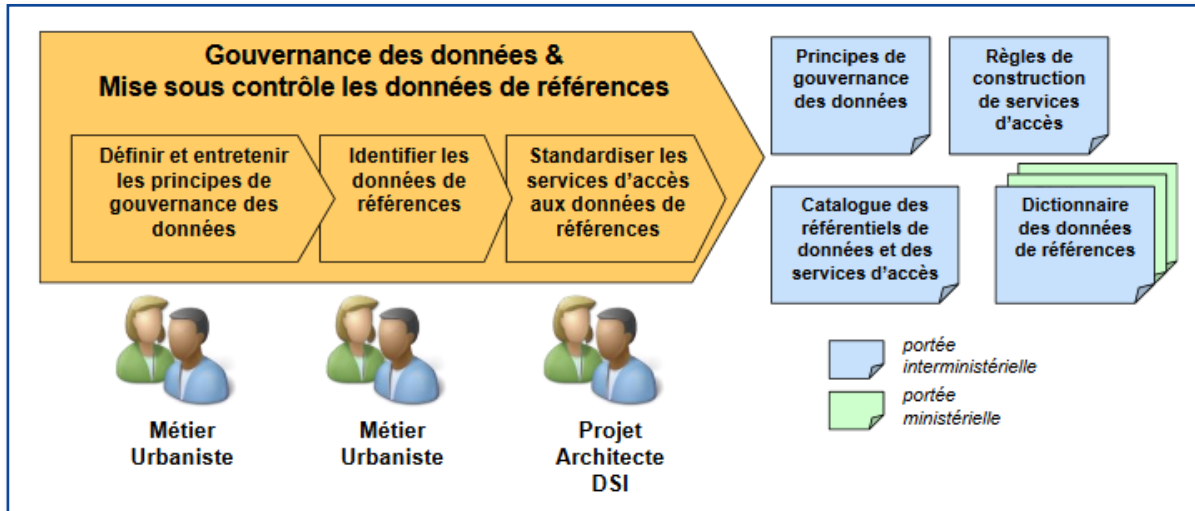 Gouvernance des données &
Mise sous contrôle les données de références
Définir et entretenir
les principes de
gouvernance des
données
Identifier les
données de
références
Standardiser les
services d'accès
aux données de
références
Métier
Urbaniste
Métier
Urbaniste
Projet
Architecte
DSI
Principes de
gouvernance
des données
Règles de
construction
de services
d'accès
Catalogue des
référentiels de
données et des
services d'accès
Dictionnaire
des données
de références
portée
interministérielle
portée
ministérielle